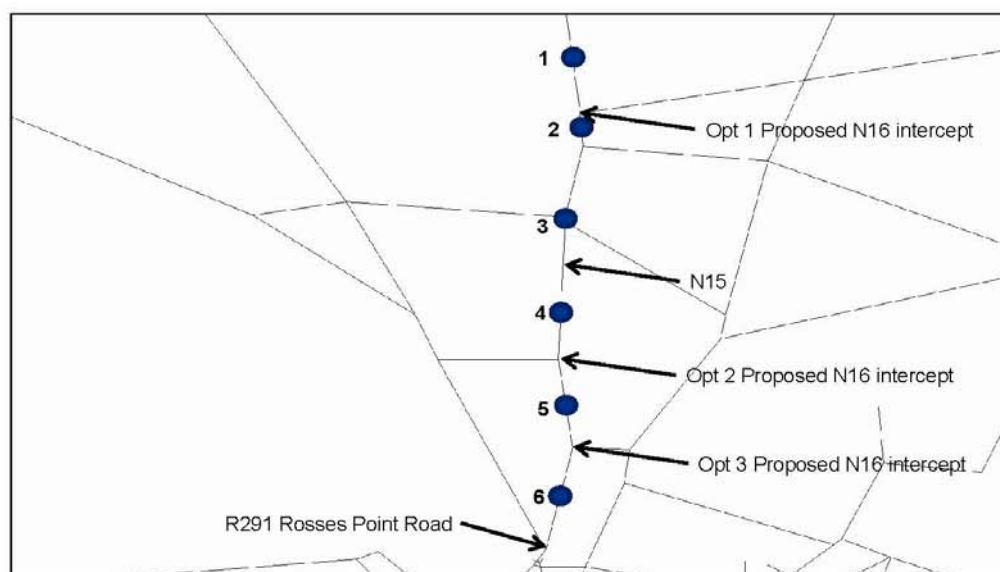 1
Opt 1 Proposed N16 intercept
2
3
N15
4
Opt 2 Proposed N16 intercept
5
Opt 3 Proposed N16 intercept
6
R291 Rosses Point Road